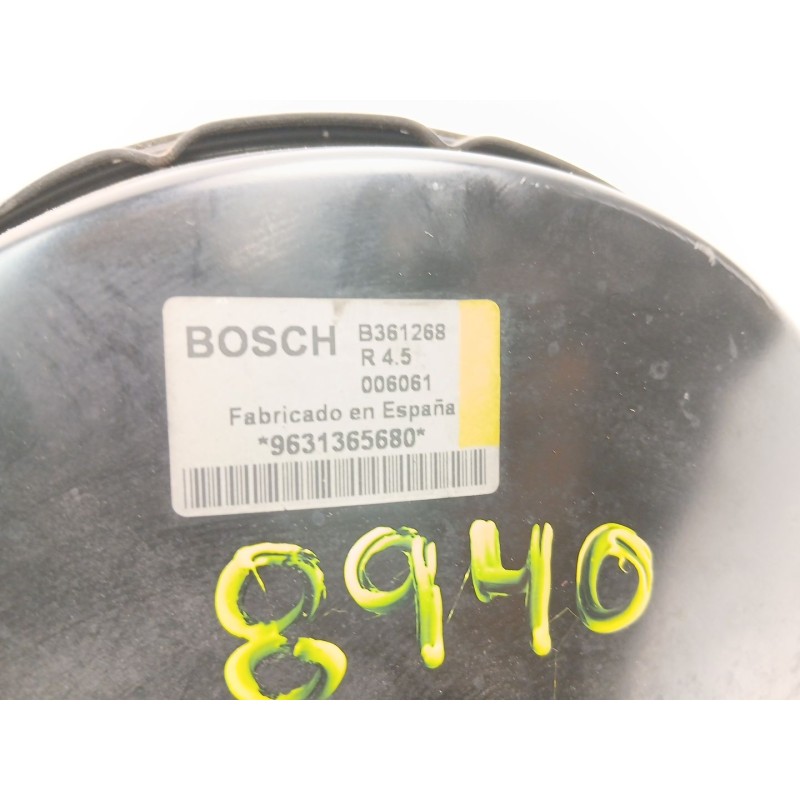 BOSCH B361268
R 4.5
006061
Fabricado en España
*9631365680*
8940